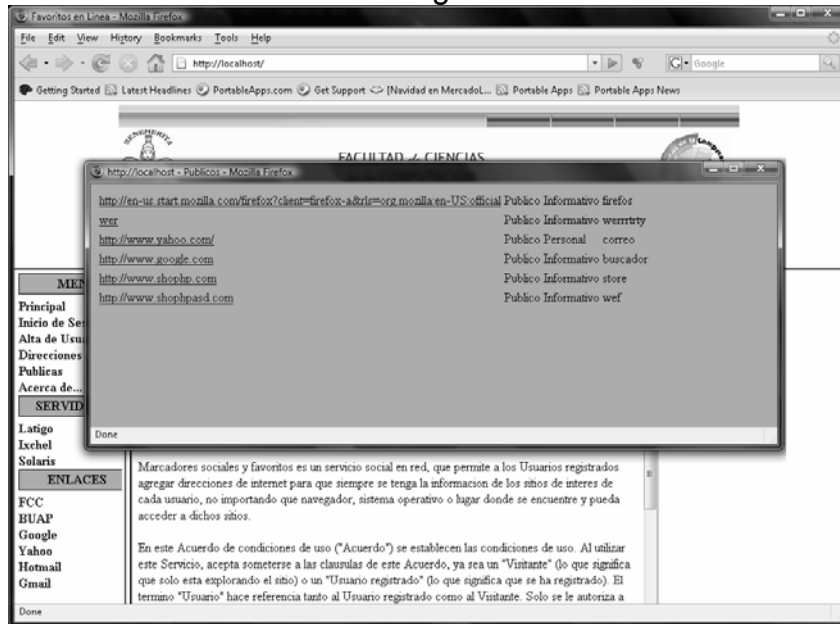 Favoritos en Linea - Mozilla Firefox
File Edit View History Bookmarks Tools Help
http://localhost/
Google
Getting Started Latest Headlines PortableApps.com Get Support [Navidad en MercadoL... Portable Apps Portable Apps News
BENEMERITA
FACULTAD de CIENCIAS
http://localhost - Publicos - Mozilla Firefox
http://en-us.start.mozilla.com/firefox?client=firefox-a&rls=org.mozilla:en-US:official Publico Informativo firefos
wer Publico Informativo werrrtrty
http://www.yahoo.com/ Publico Personal correo
http://www.google.com Publico Informativo buscador
http://www.shophp.com Publico Informativo store
http://www.shophpasd.com Publico Informativo wef
Done
MEN
Principal
Inicio de Se
Alta de Usu
Direcciones
Publicas
Acerca de...
SERVID
Latigo
Ixchel
Solaris
ENLACES
FCC
BUAP
Google
Yahoo
Hotmail
Gmail
Marcadores sociales y favoritos es un servicio social en red, que permite a los Usuarios registrados
agregar direcciones de internet para que siempre se tenga la informacion de los sitios de interes de
cada usuario, no importando que navegador, sistema operativo o lugar donde se encuentre y pueda
acceder a dichos sitios.
En este Acuerdo de condiciones de uso ("Acuerdo") se establecen las condiciones de uso. Al utilizar
este Servicio, acepta someterse a las clausulas de este Acuerdo, ya sea un "Visitante" (lo que significa
que solo esta explorando el sitio) o un "Usuario registrado" (lo que significa que se ha registrado). El
termino "Usuario" hace referencia tanto al Usuario registrado como al Visitante. Solo se le autoriza a
Done